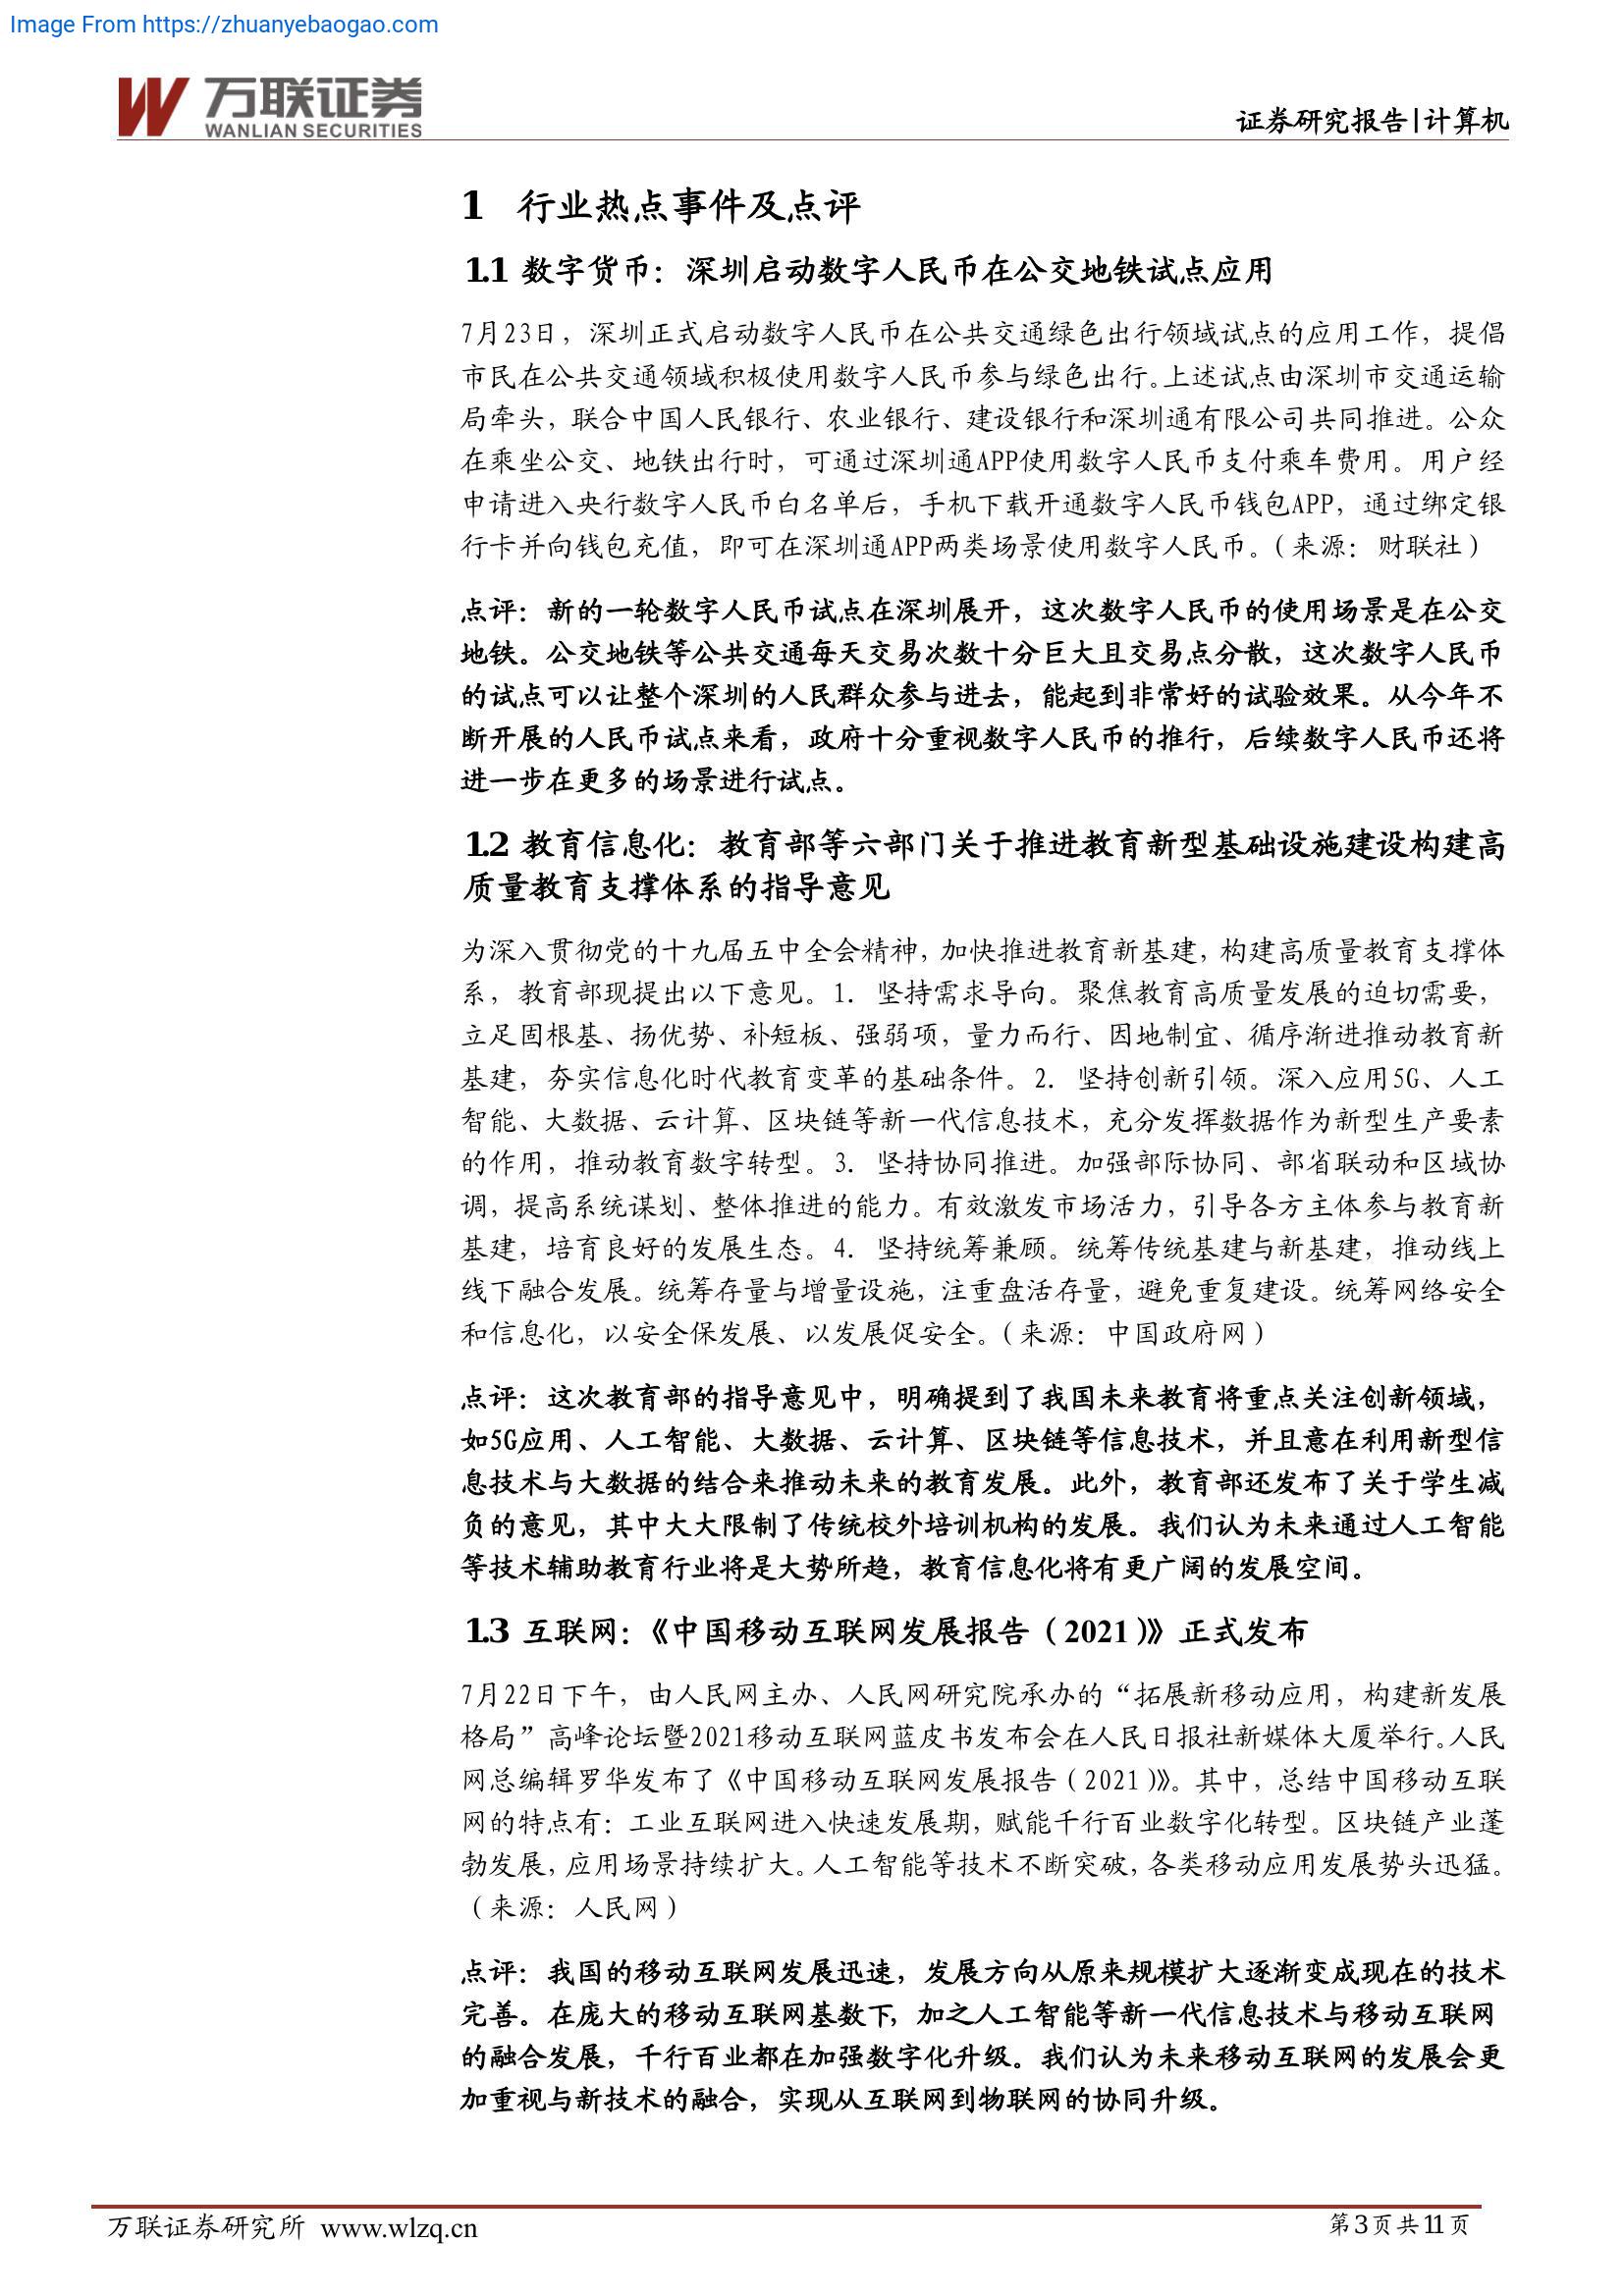 Image From https://zhuanyebaogao.com
万联证券
WANLIAN SECURITIES
证券研究报告|计算机
1 行业热点事件及点评
1.1 数字货币：深圳启动数字人民币在公交地铁试点应用
7月23日，深圳正式启动数字人民币在公共交通绿色出行领域试点的应用工作，提倡
市民在公共交通领域积极使用数字人民币参与绿色出行。上述试点由深圳市交通运输
局牵头，联合中国人民银行、农业银行、建设银行和深圳通有限公司共同推进。公众
在乘坐公交、地铁出行时，可通过深圳通APP使用数字人民币支付乘车费用。用户经
申请进入央行数字人民币白名单后，手机下载开通数字人民币钱包APP，通过绑定银
行卡并向钱包充值，即可在深圳通APP两类场景使用数字人民币。（来源：财联社）
点评：新的一轮数字人民币试点在深圳展开，这次数字人民币的使用场景是在公交
地铁。公交地铁等公共交通每天交易次数十分巨大且交易点分散，这次数字人民币
的试点可以让整个深圳的人民群众参与进去，能起到非常好的试验效果。从今年不
断开展的人民币试点来看，政府十分重视数字人民币的推行，后续数字人民币还将
进一步在更多的场景进行试点。
1.2 教育信息化：教育部等六部门关于推进教育新型基础设施建设构建高
质量教育支撑体系的指导意见
为深入贯彻党的十九届五中全会精神，加快推进教育新基建，构建高质量教育支撑体
系，教育部现提出以下意见。1. 坚持需求导向。聚焦教育高质量发展的迫切需要，
立足固根基、扬优势、补短板、强弱项，量力而行、因地制宜、循序渐进推动教育新
基建，夯实信息化时代教育变革的基础条件。2. 坚持创新引领。深入应用5G、人工
智能、大数据、云计算、区块链等新一代信息技术，充分发挥数据作为新型生产要素
的作用，推动教育数字转型。3. 坚持协同推进。加强部际协同、部省联动和区域协
调，提高系统谋划、整体推进的能力。有效激发市场活力，引导各方主体参与教育新
基建，培育良好的发展生态。4. 坚持统筹兼顾。统筹传统基建与新基建，推动线上
线下融合发展。统筹存量与增量设施，注重盘活存量，避免重复建设。统筹网络安全
和信息化，以安全保发展、以发展促安全。（来源：中国政府网）
点评：这次教育部的指导意见中，明确提到了我国未来教育将重点关注创新领域，
如5G应用、人工智能、大数据、云计算、区块链等信息技术，并且意在利用新型信
息技术与大数据的结合来推动未来的教育发展。此外，教育部还发布了关于学生减
负的意见，其中大大限制了传统校外培训机构的发展。我们认为未来通过人工智能
等技术辅助教育行业将是大势所趋，教育信息化将有更广阔的发展空间。
1.3 互联网：《中国移动互联网发展报告（2021）》正式发布
7月22日下午，由人民网主办、人民网研究院承办的“拓展新移动应用，构建新发展
格局”高峰论坛暨2021移动互联网蓝皮书发布会在人民日报社新媒体大厦举行。人民
网总编辑罗华发布了《中国移动互联网发展报告（2021）》。其中，总结中国移动互联
网的特点有：工业互联网进入快速发展期，赋能千行百业数字化转型。区块链产业蓬
勃发展，应用场景持续扩大。人工智能等技术不断突破，各类移动应用发展势头迅猛。
（来源：人民网）
点评：我国的移动互联网发展迅速，发展方向从原来规模扩大逐渐变成现在的技术
完善。在庞大的移动互联网基数下，加之人工智能等新一代信息技术与移动互联网
的融合发展，千行百业都在加强数字化升级。我们认为未来移动互联网的发展会更
加重视与新技术的融合，实现从互联网到物联网的协同升级。
万联证券研究所 www.wlzq.cn
第3页共11页